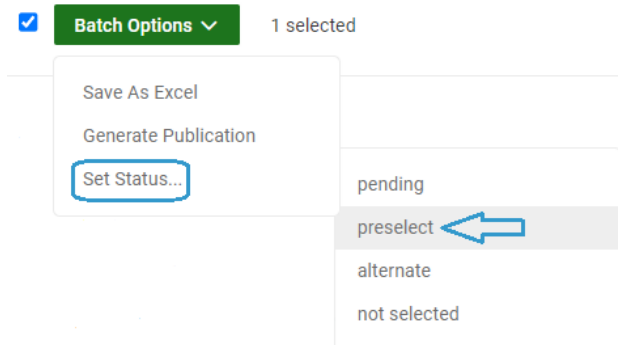 Batch Options 1 selected
Save As Excel
Generate Publication
Set Status...
pending
preselect
alternate
not selected